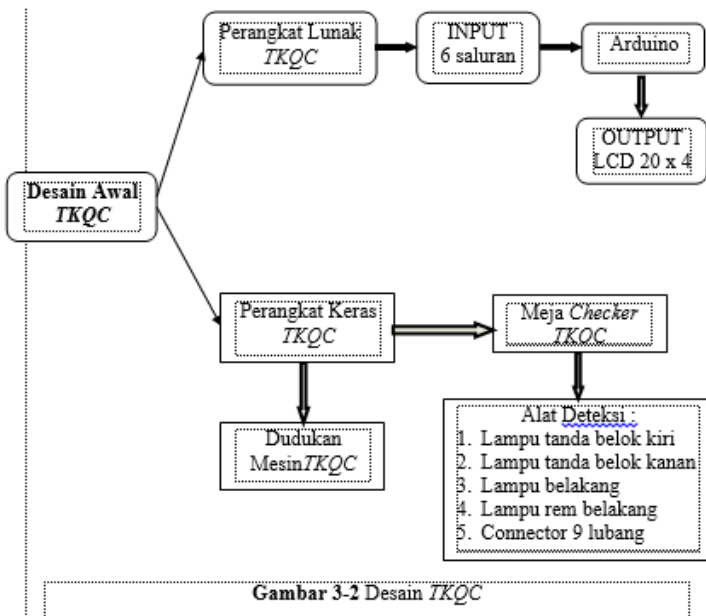 Perangkat Lunak
TKQC
INPUT
6 saluran
Arduino
OUTPUT
LCD 20 x 4
Desain Awal
TKQC
Perangkat Keras
TKQC
Meja Checker
TKQC
Dudukan
MesinTKQC
Alat Deteksi :
1. Lampu tanda belok kiri
2. Lampu tanda belok kanan
3. Lampu belakang
4. Lampu rem belakang
5. Connector 9 lubang
Gambar 3-2 Desain TKQC